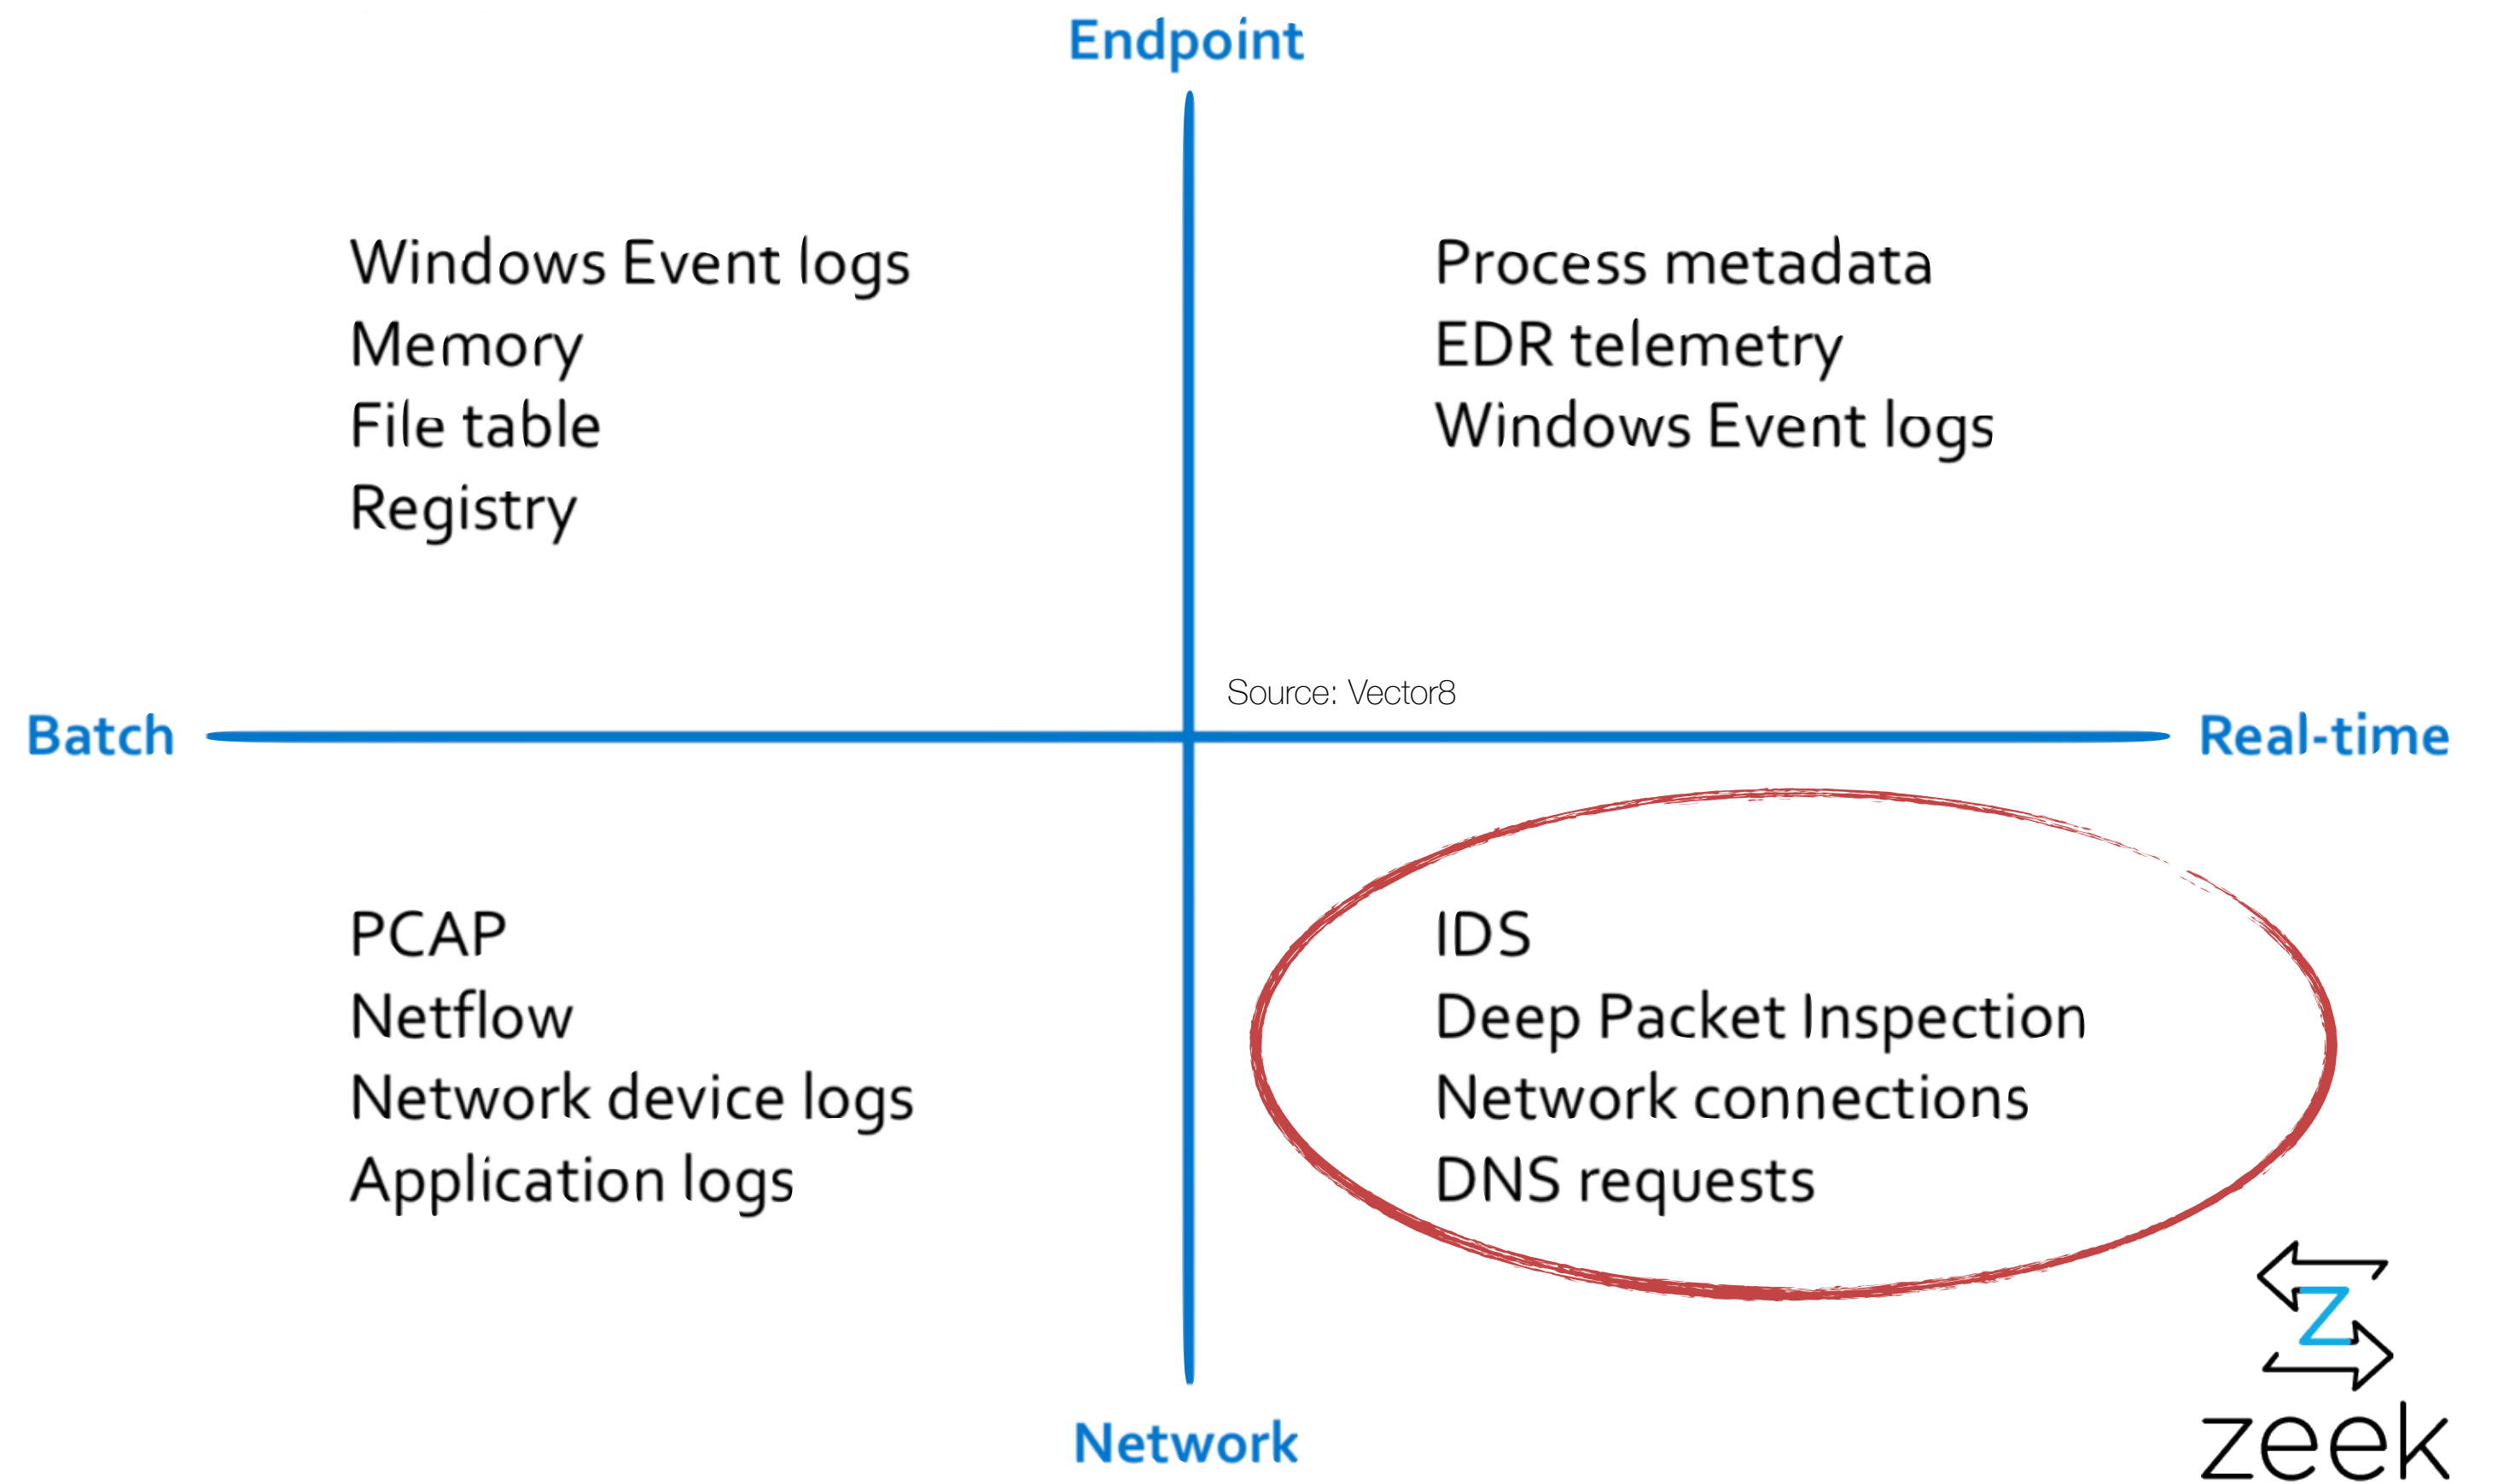 Endpoint
Windows Event logs
Memory
File table
Registry
Process metadata
EDR telemetry
Windows Event logs
Source: Vector8
Batch
Real-time
PCAP
Netflow
Network device logs
Application logs
IDS
Deep Packet Inspection
Network connections
DNS requests
Network
z
zeek